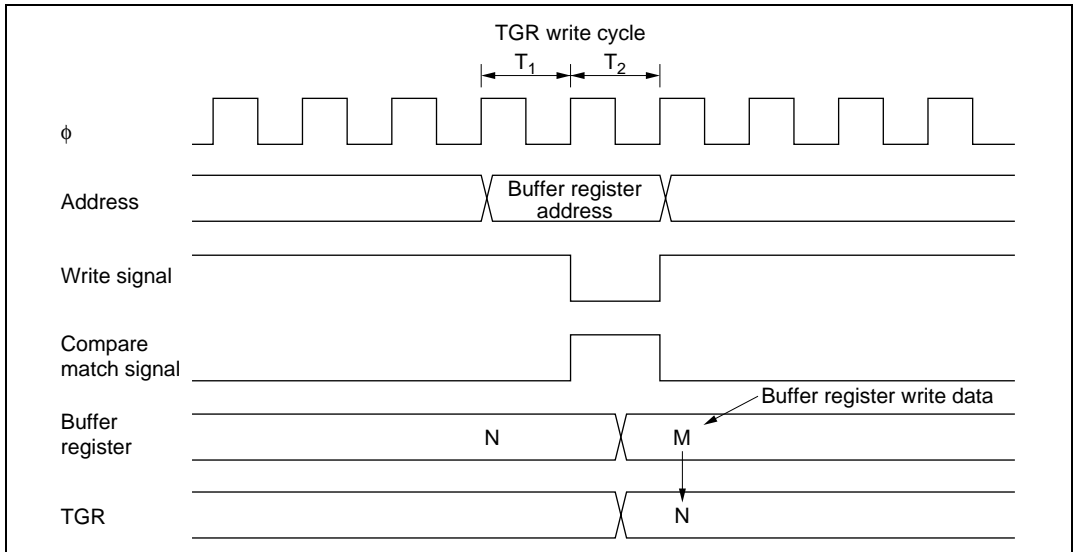 TGR write cycle
T1 T2
ϕ
Address
Buffer register
address
Write signal
Compare
match signal
Buffer register write data
Buffer
register
N
M
TGR
N